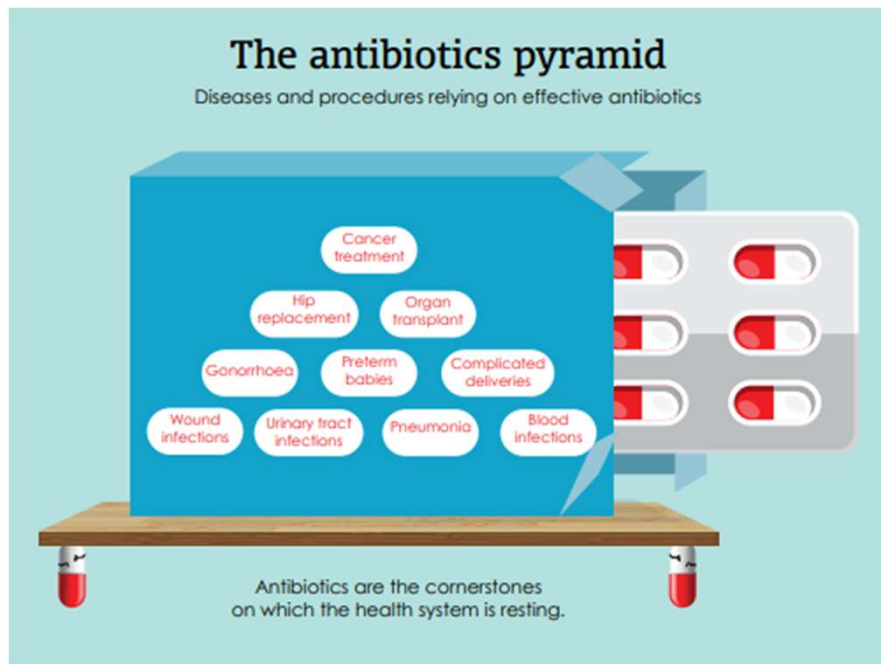 The antibiotics pyramid
Diseases and procedures relying on effective antibiotics
Cancer
treatment
Hip
replacement
Organ
transplant
Gonorrhoea
Preterm
babies
Complicated
deliveries
Wound
infections
Urinary tract
infections
Pneumonia
Blood
infections
Antibiotics are the cornerstones
on which the health system is resting.